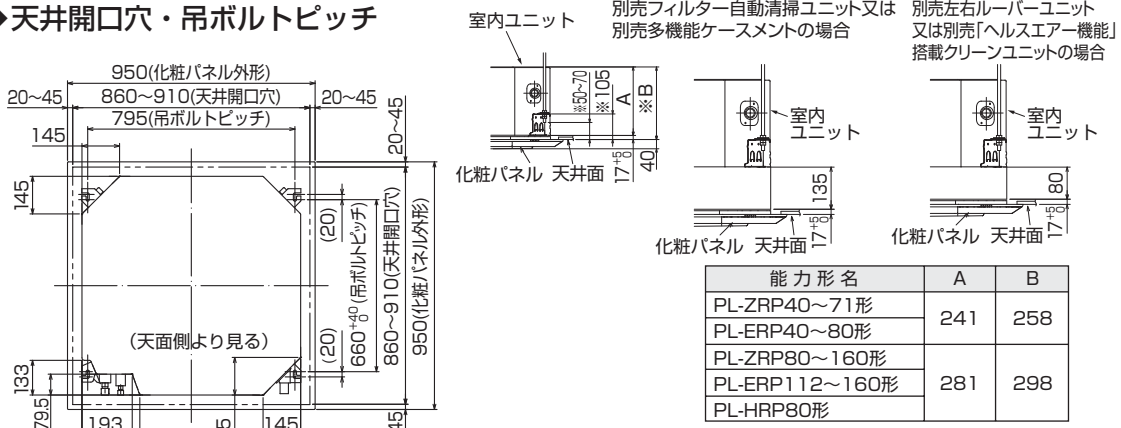 ◆天井開口穴・吊ボルトピッチ
950(化粧パネル外形)
20~45
860~910(天井開口穴)
20~45
795(吊ボルトピッチ)
145
145
20~45
(20)
660+40 0(吊ボルトピッチ)
860~910(天井開口穴)
950(化粧パネル外形)
(天面側より見る)
(20)
133
79.5
193
145
45
室内ユニット
※50~70
※105
A
※B
化粧パネル
天井面
17+5 0
40
別売フィルター自動清掃ユニット又は
別売多機能ケースメントの場合
室内
ユニット
135
17+5 0
化粧パネル
天井面
別売左右ルーバーユニット
又は別売「ヘルスエアー機能」
搭載クリーンユニットの場合
室内
ユニット
80
17+5 0
化粧パネル
天井面
能力形名 A B
PL-ZRP40~71形
PL-ERP40~80形
241 258
PL-ZRP80~160形
PL-ERP112~160形
PL-HRP80形
281 298